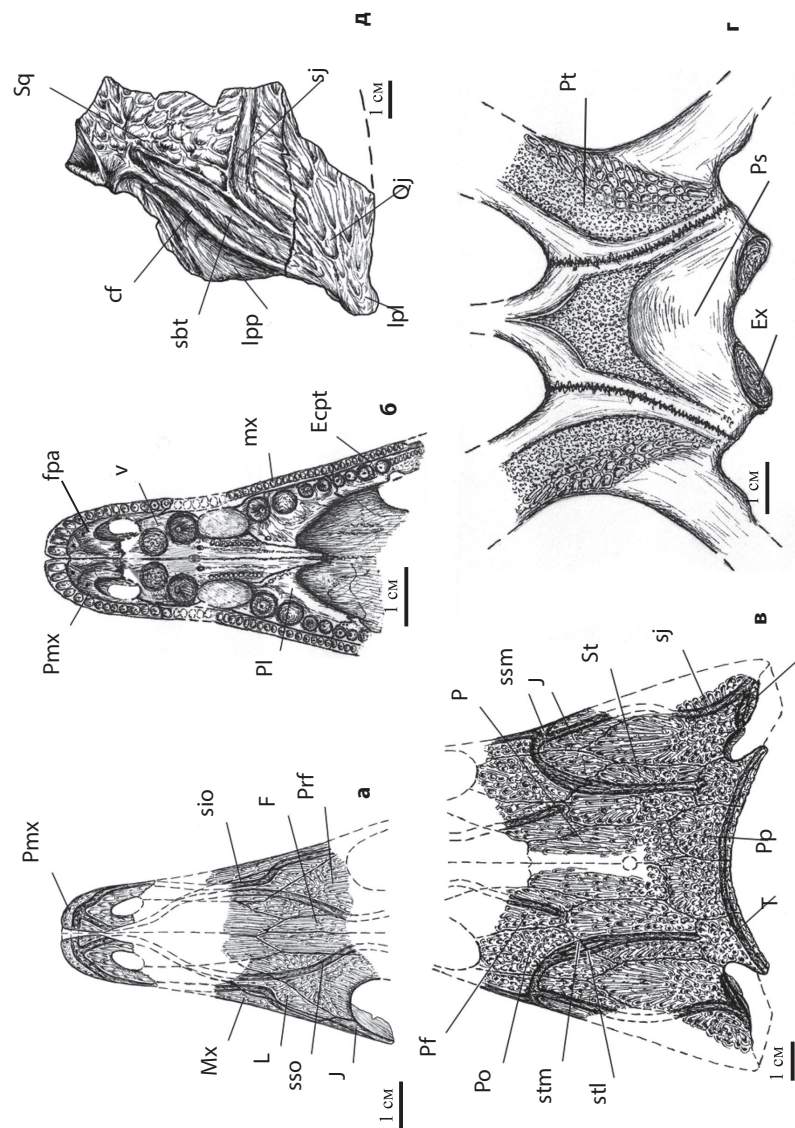 Pmx
sio
F
Prf
Mx
L
sso
J
а
1 см
fpa
v
mx
Ecpt
Pmx
Pl
б
1 см
P
ssm
J
St
sj
Pf
Po
stm
stl
Pp
T
в
1 см
Pt
Ps
Ex
г
1 см
Sq
sj
Qj
cf
sbt
lpp
lpl
д
1 см